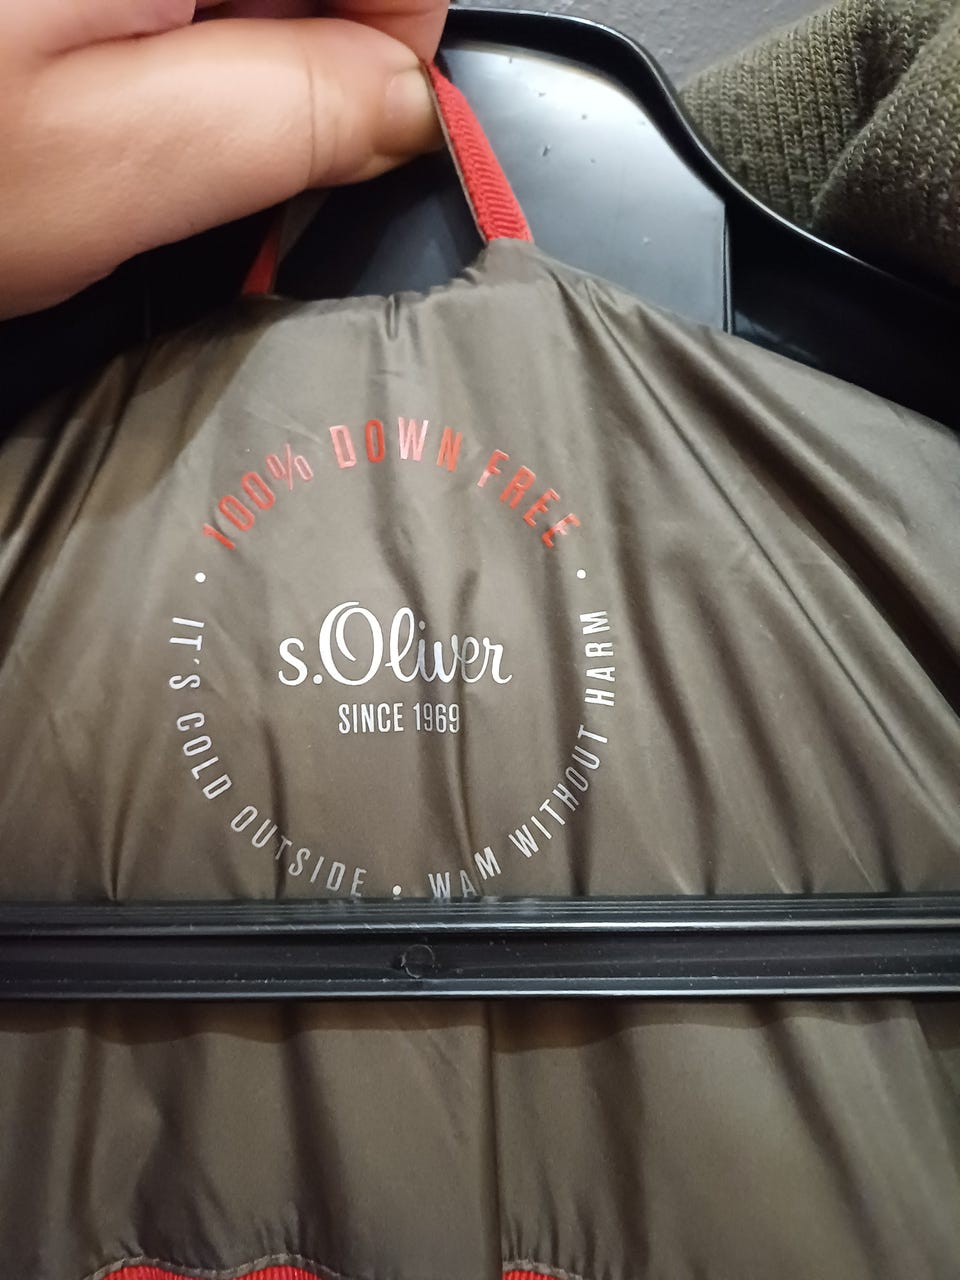 100% DOWN FREE
s.Oliver
SINCE 1969
IT'S COLD OUTSIDE • WAM WITHOUT HARM